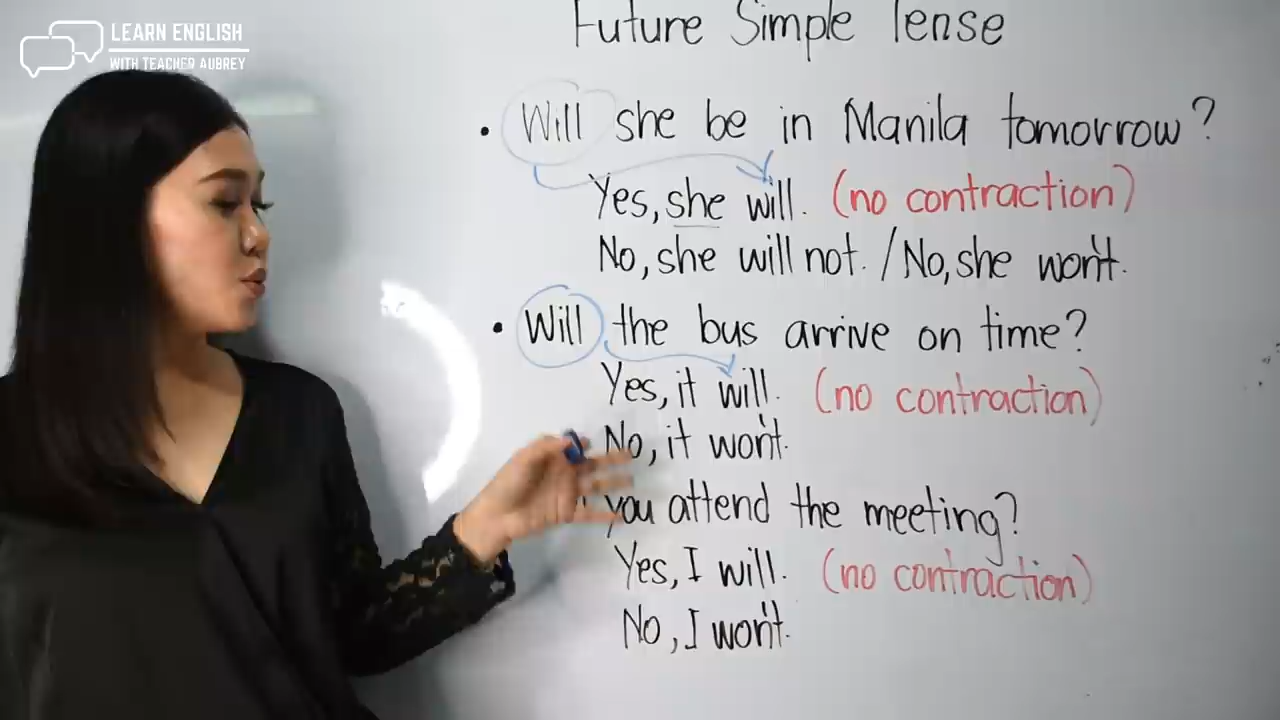 LEARN ENGLISH
WITH TEACHER AUBREY
Future Simple Tense
• Will she be in Manila tomorrow?
Yes, she will. (no contraction)
No, she will not. / No, she won't.
• Will the bus arrive on time?
Yes, it will. (no contraction)
No, it won't.
you attend the meeting?
Yes, I will. (no contraction)
No, I won't.